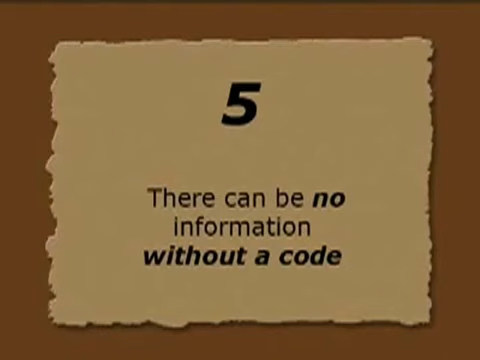 5
There can be no
information
without a code